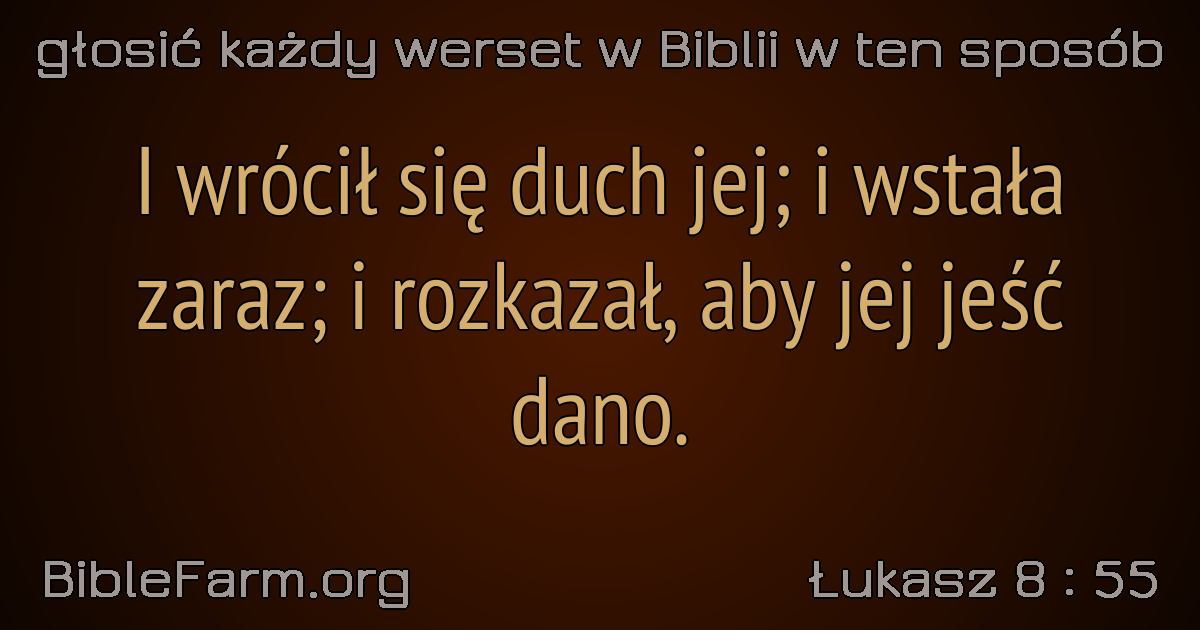 głosić każdy werset w Biblii w ten sposób
I wrócił się duch jej; i wstała
zaraz; i rozkazał, aby jej jeść
dano.
BibleFarm.org
Łukasz 8 : 55